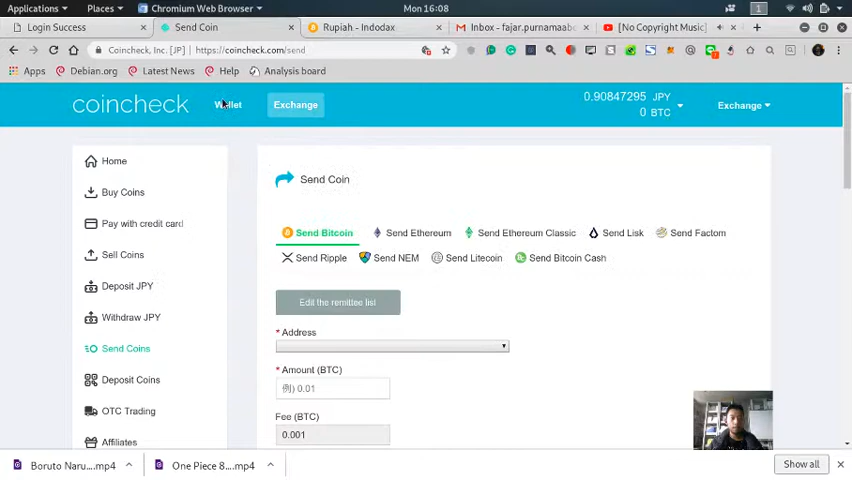 Applications Places Chromium Web Browser Mon 16:08 1
Login Success Send Coin Rupiah - Indodax Inbox - fajar.purnamaab [No Copyright Music]
Coincheck, Inc. [JP] https://coincheck.com/send
Apps Debian.org Latest News Help Analysis board
coincheck Wallet Exchange 0.90847295 JPY Exchange
0 BTC
Home
Buy Coins
Pay with credit card
Sell Coins
Deposit JPY
Withdraw JPY
Send Coins
Deposit Coins
OTC Trading
Affiliates
Send Coin
Send Bitcoin Send Ethereum Send Ethereum Classic Send Lisk Send Factom
Send Ripple Send NEM Send Litecoin Send Bitcoin Cash
Edit the remittee list
* Address
* Amount (BTC)
例) 0.01
Fee (BTC)
0.001
Boruto Naru....mp4 One Piece 8....mp4 Show all